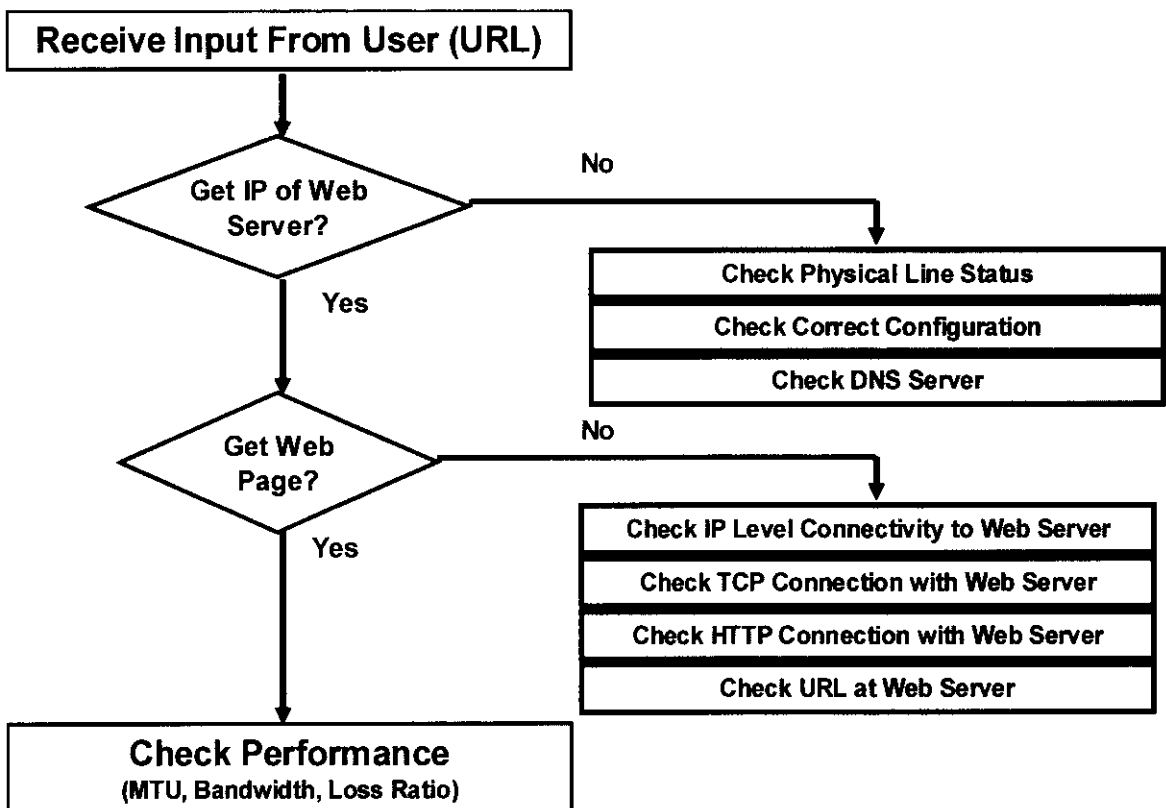 Receive Input From User (URL)
Get IP of Web
Server?
No
Check Physical Line Status
Check Correct Configuration
Check DNS Server
Yes
Get Web
Page?
No
Check IP Level Connectivity to Web Server
Check TCP Connection with Web Server
Check HTTP Connection with Web Server
Check URL at Web Server
Yes
Check Performance
(MTU, Bandwidth, Loss Ratio)